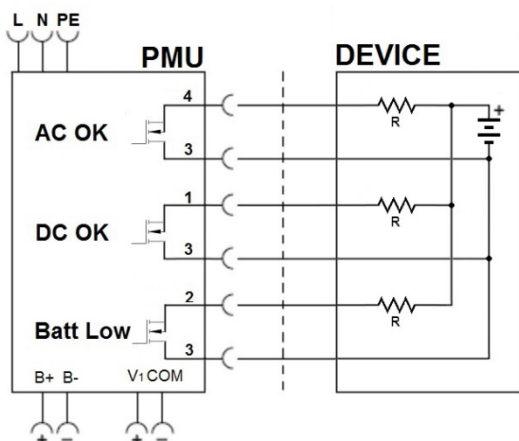 L N PE
PMU
DEVICE
4
+
AC OK
R
3
1
DC OK
R
3
2
Batt Low
R
3
B+ B- V1 COM
+ − + −